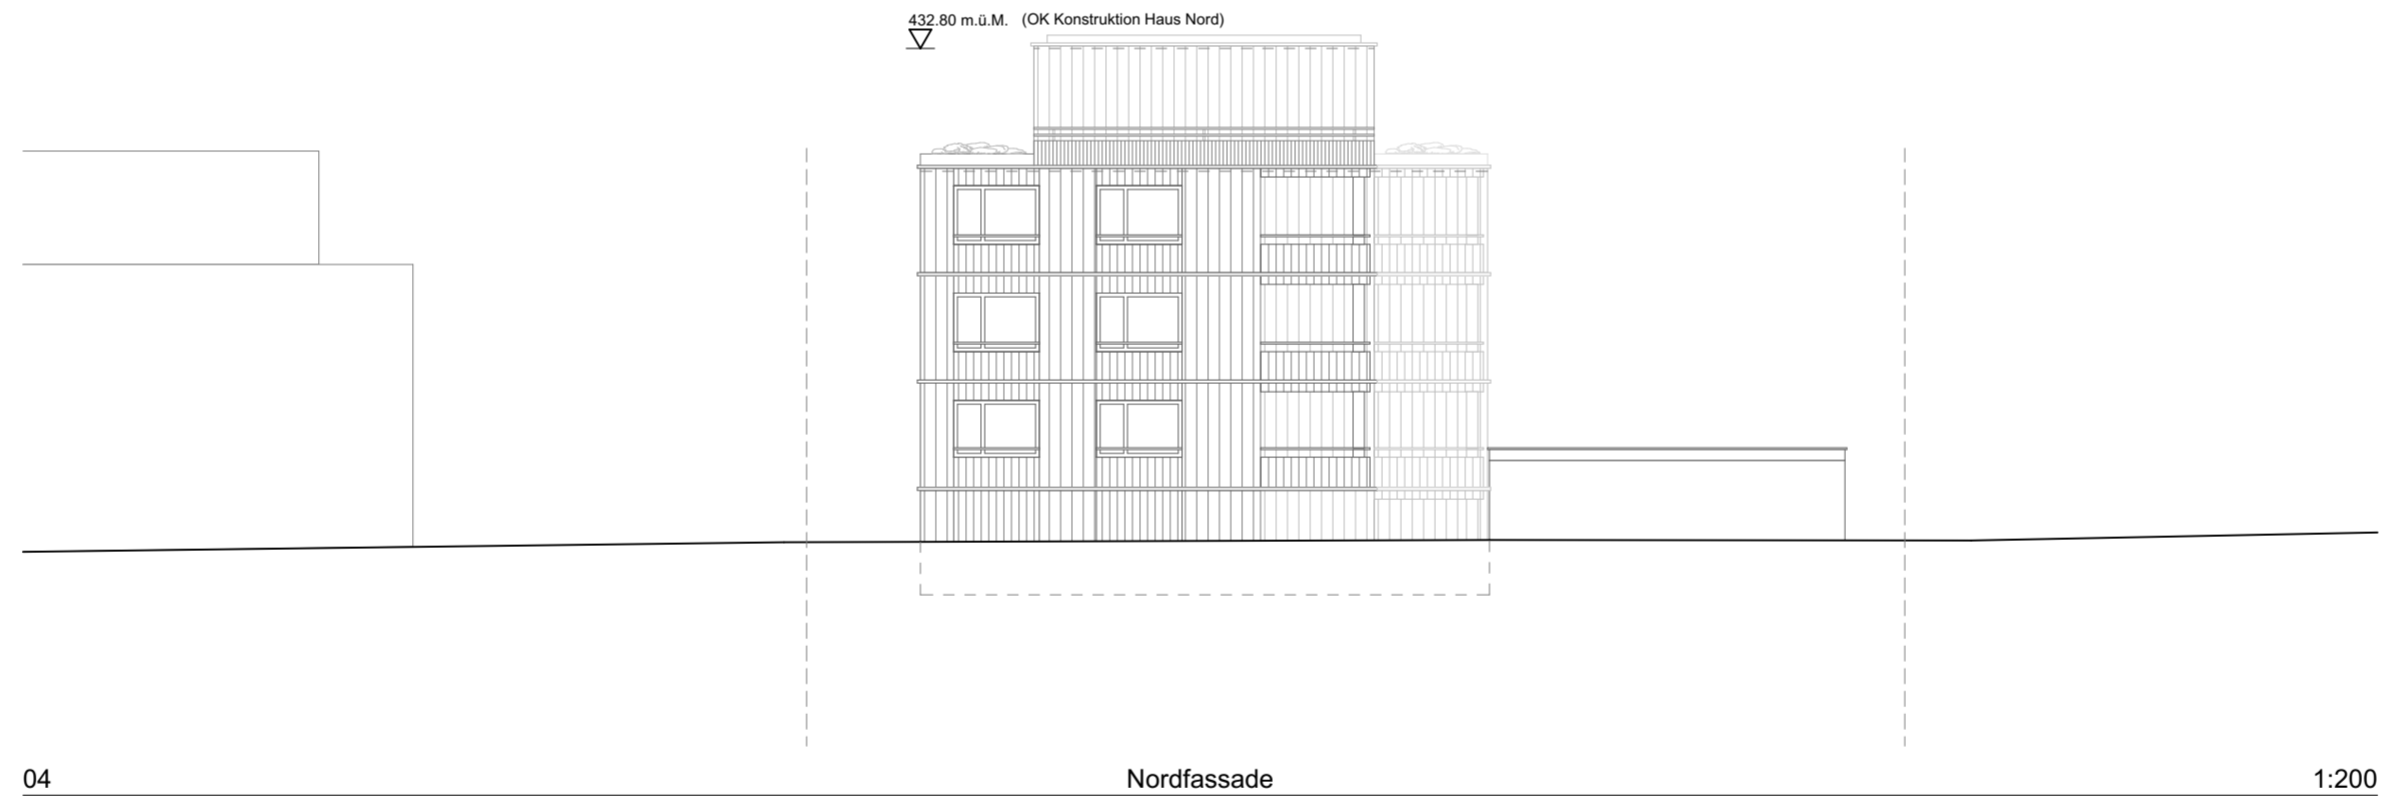 432.80 m.ü.M. (OK Konstruktion Haus Nord)
04 Nordfassade 1:200